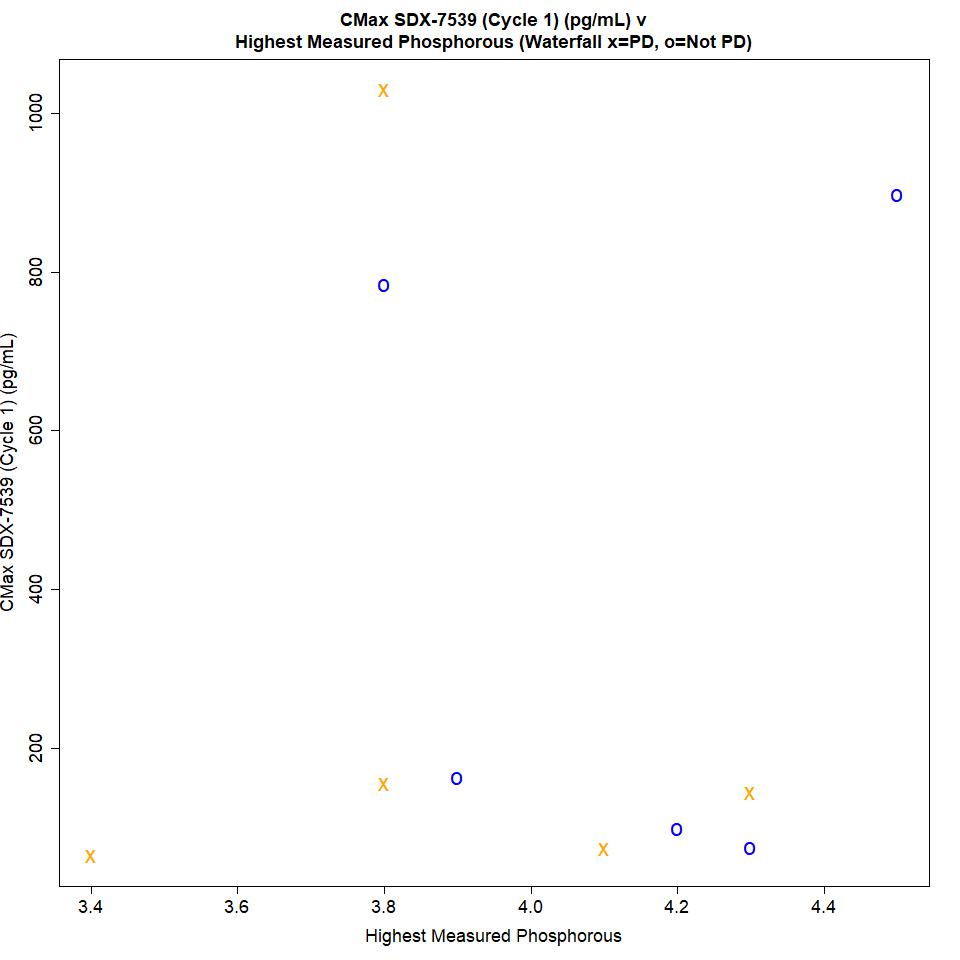 CMax SDX-7539 (Cycle 1) (pg/mL) v
Highest Measured Phosphorous (Waterfall x=PD, o=Not PD)
CMax SDX-7539 (Cycle 1) (pg/mL)
1000
800
600
400
200
x
o
o
x
o
x
o
x
x
o
3.4
3.6
3.8
4.0
4.2
4.4
Highest Measured Phosphorous